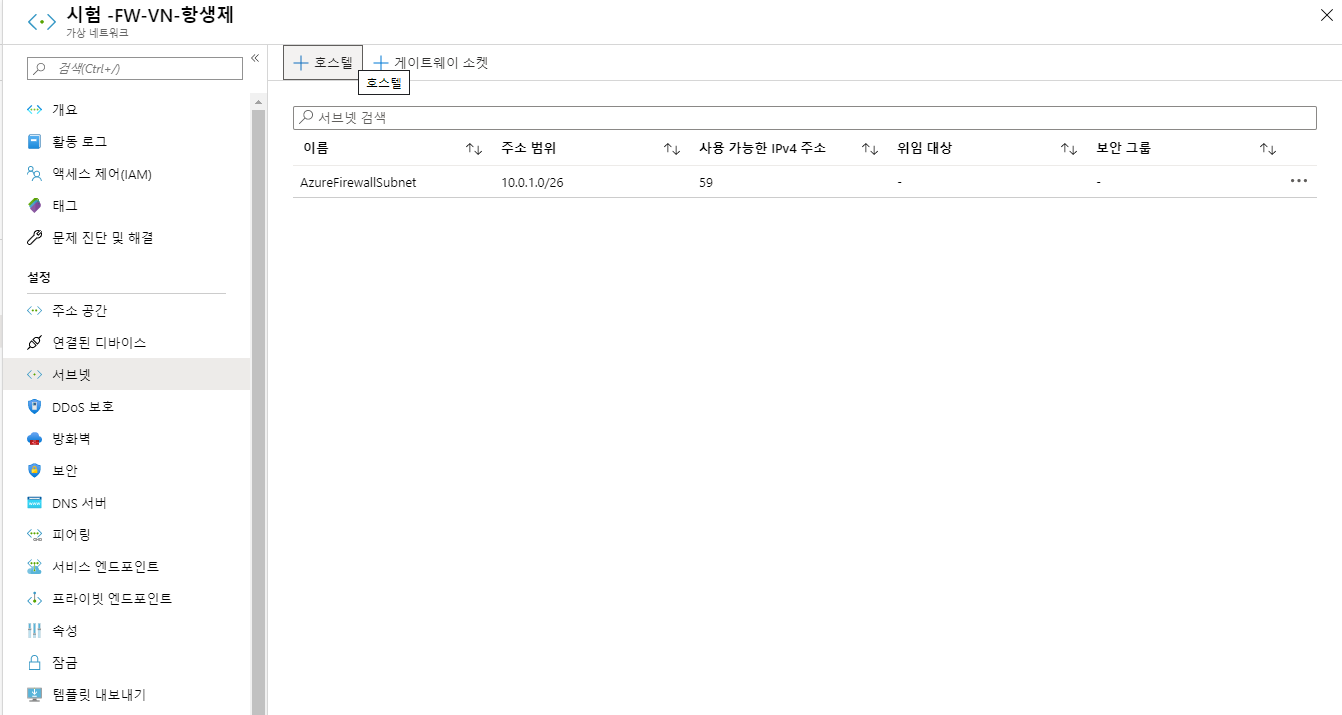 시험 -FW-VN-항생제
가상 네트워크
검색(Ctrl+/)
개요
활동 로그
액세스 제어(IAM)
태그
문제 진단 및 해결
설정
주소 공간
연결된 디바이스
서브넷
DDoS 보호
방화벽
보안
DNS 서버
피어링
서비스 엔드포인트
프라이빗 엔드포인트
속성
잠금
템플릿 내보내기
호스텔 게이트웨이 소켓
호스텔
서브넷 검색
이름 주소 범위 사용 가능한 IPv4 주소 위임 대상 보안 그룹
AzureFirewallSubnet 10.0.1.0/26 59 - -